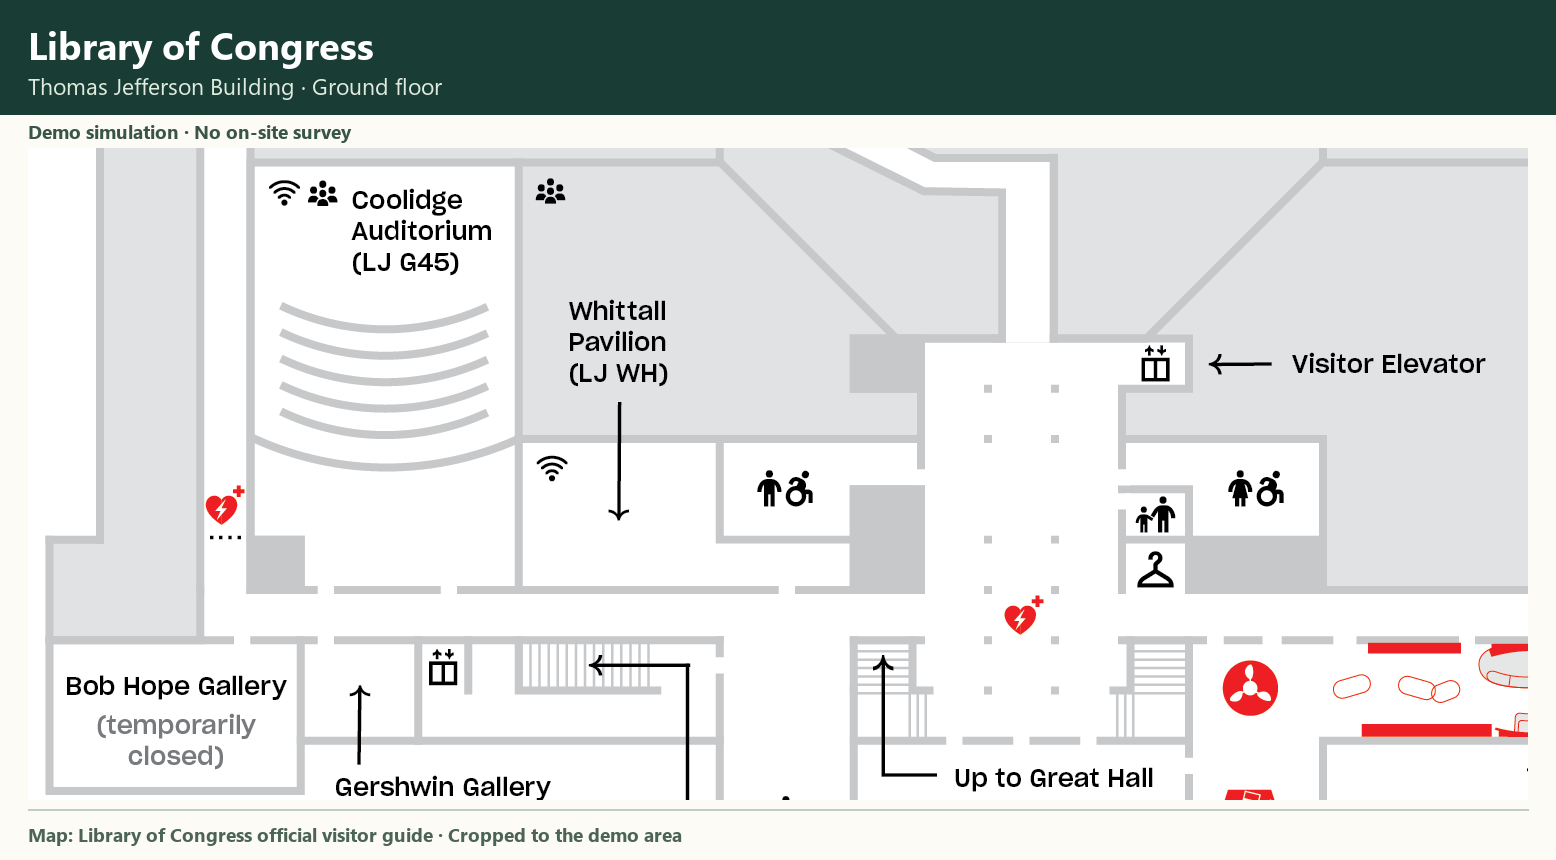 Library of Congress
Thomas Jefferson Building · Ground floor
Demo simulation · No on-site survey
Coolidge
Auditorium
(LJ G45)
Whittall
Pavilion
(LJ WH)
Visitor Elevator
Bob Hope Gallery
(temporarily
closed)
Gershwin Gallery
Up to Great Hall
Map: Library of Congress official visitor guide · Cropped to the demo area